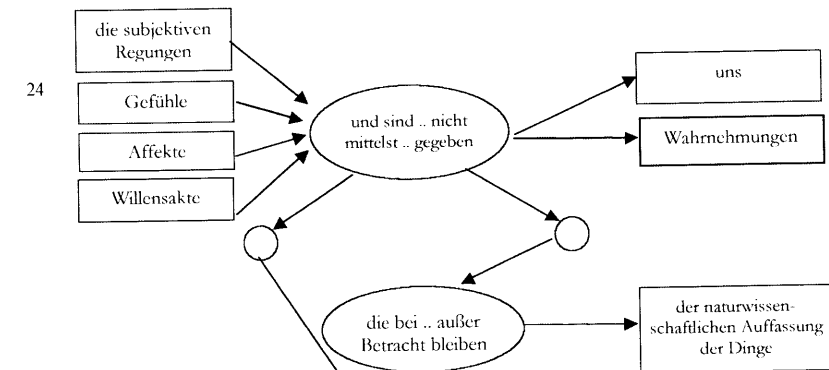 die subjektiven
Regungen
24
Gefühle
Affekte
Willensakte
und sind .. nicht
mittelst .. gegeben
uns
Wahrnehmungen
die bei .. außer
Betracht bleiben
der naturwissen-
schaftlichen Auffassung
der Dinge